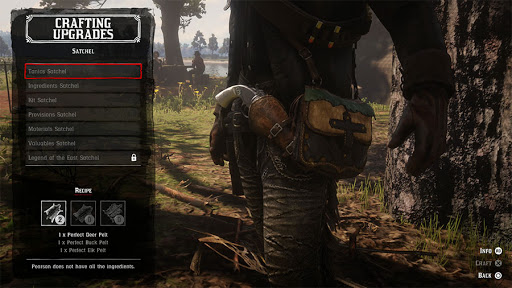 CRAFTING
UPGRADES
SATCHEL
Tonics Satchel
Ingredients Satchel
Kit Satchel
Provisions Satchel
Materials Satchel
Valuables Satchel
Legend of the East Satchel
RECIPE
2
1 x Perfect Deer Pelt
1 x Perfect Buck Pelt
1 x Perfect Elk Pelt
Pearson does not have all the ingredients.
INFO
CRAFT
BACK